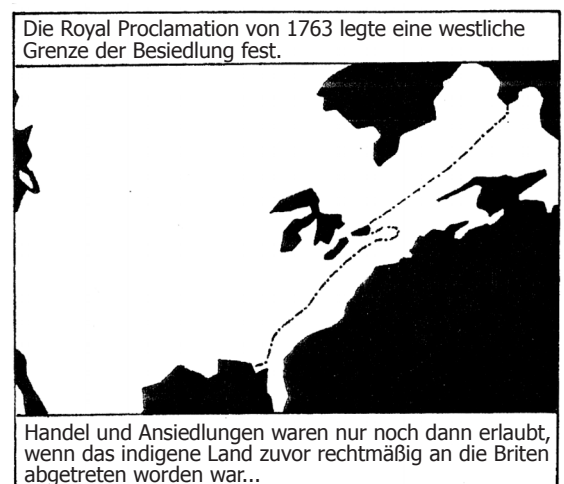 Die Royal Proclamation von 1763 legte eine westliche
Grenze der Besiedlung fest.
Handel und Ansiedlungen waren nur noch dann erlaubt,
wenn das indigene Land zuvor rechtmäßig an die Briten
abgetreten worden war...